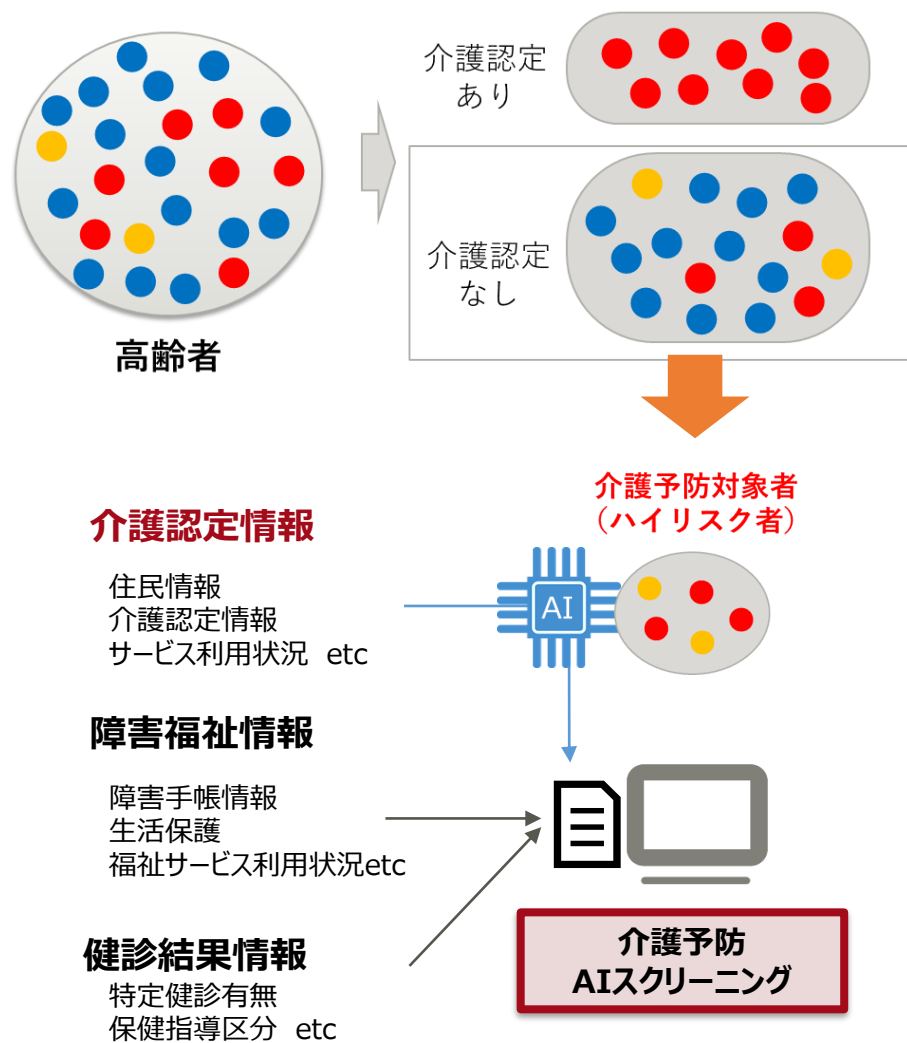 介護認定
あり
介護認定
なし
高齢者
介護予防対象者
（ハイリスク者）
介護認定情報
住民情報
介護認定情報
サービス利用状況 etc
AI
障害福祉情報
障害手帳情報
生活保護
福祉サービス利用状況etc
健診結果情報
特定健診有無
保健指導区分 etc
介護予防
AIスクリーニング